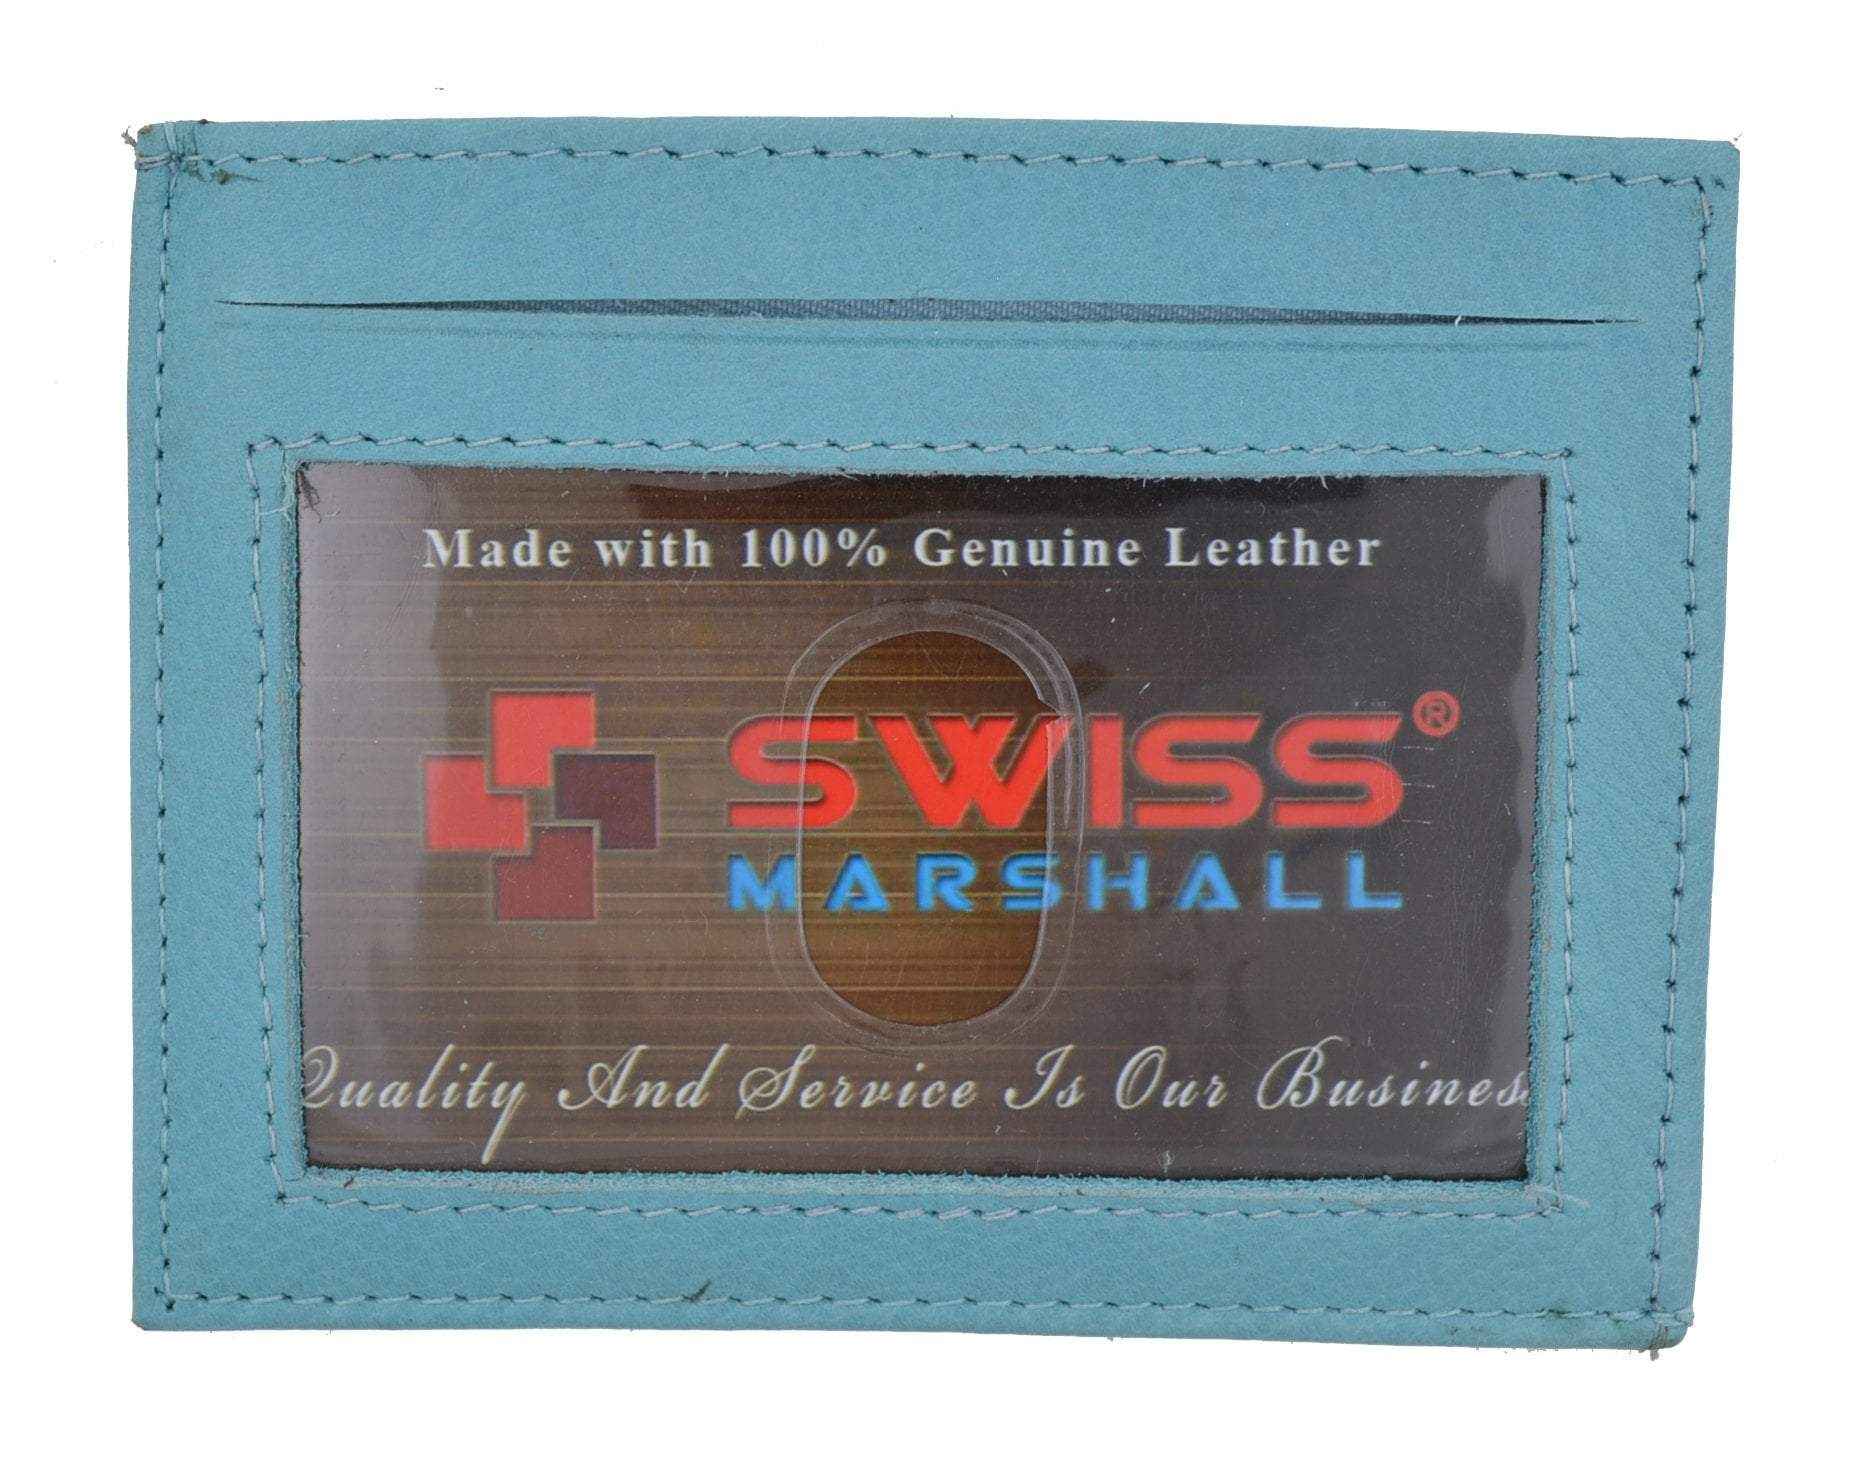 Made with 100% Genuine Leather
SWISS®
MARSHALL
Quality And Service Is Our Busines